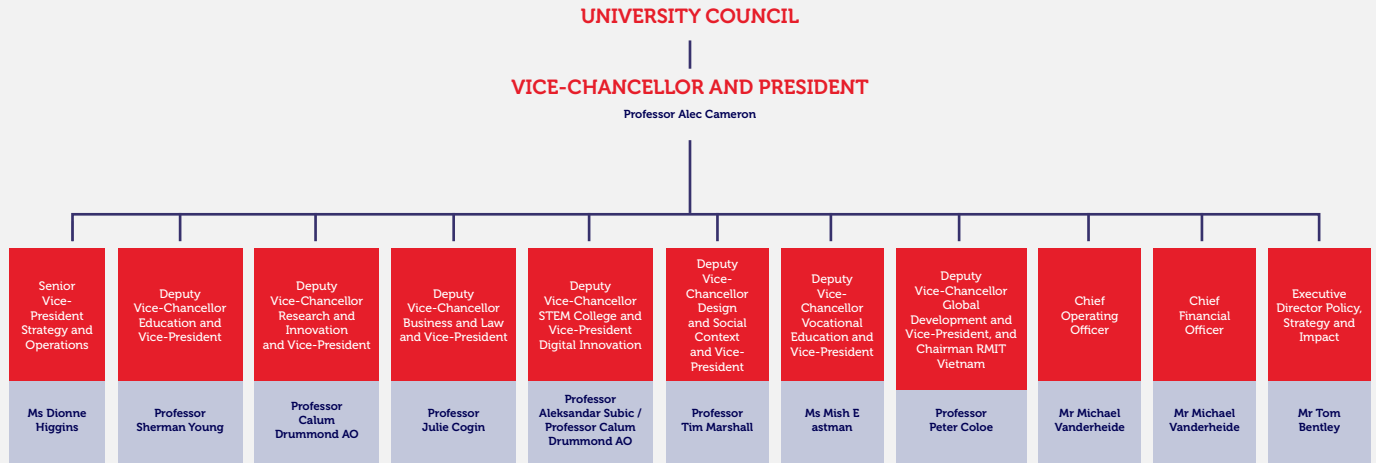 UNIVERSITY COUNCIL
VICE-CHANCELLOR AND PRESIDENT
Professor Alec Cameron
Senior
Vice-
President
Strategy and
Operations
Ms Dionne
Higgins
Deputy
Vice-Chancellor
Education and
Vice-President
Professor
Sherman Young
Deputy
Vice-Chancellor
Research and
Innovation
and Vice-President
Professor
Calum
Drummond AO
Deputy
Vice-Chancellor
Business and Law
and Vice-President
Professor
Julie Cogin
Deputy
Vice-Chancellor
STEM College and
Vice-President
Digital Innovation
Professor
Aleksandar Subic /
Professor Calum
Drummond AO
Deputy
Vice-
Chancellor
Design
and Social
Context
and Vice-
President
Professor
Tim Marshall
Deputy
Vice-
Chancellor
Vocational
Education and
Vice-President
Ms Mish E
astman
Deputy
Vice-Chancellor
Global
Development and
Vice-President, and
Chairman RMIT
Vietnam
Professor
Peter Coloe
Chief
Operating
Officer
Mr Michael
Vanderheide
Chief
Financial
Officer
Mr Michael
Vanderheide
Executive
Director Policy,
Strategy and
Impact
Mr Tom
Bentley